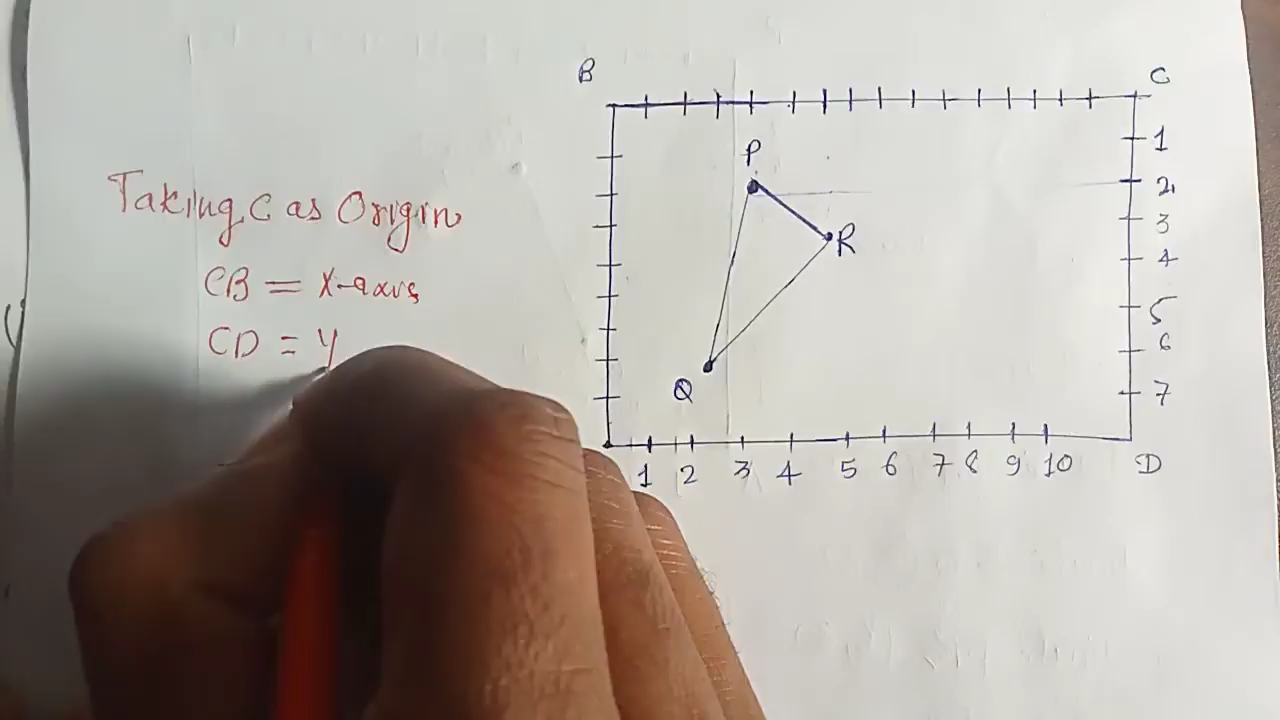 B C
P
1
2
Taking C as Origin
3
R
4
CB = X-axis
5
CD = y
6
Q
7
1 2 3 4 5 6 7 8 9 10 D